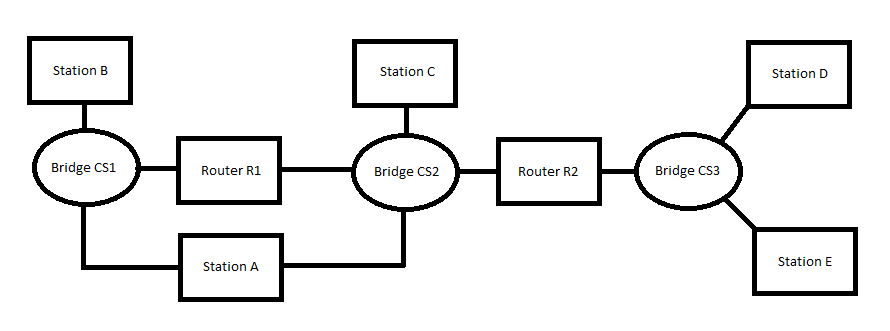 Station B
Station C
Station D
Bridge CS1
Router R1
Bridge CS2
Router R2
Bridge CS3
Station A
Station E